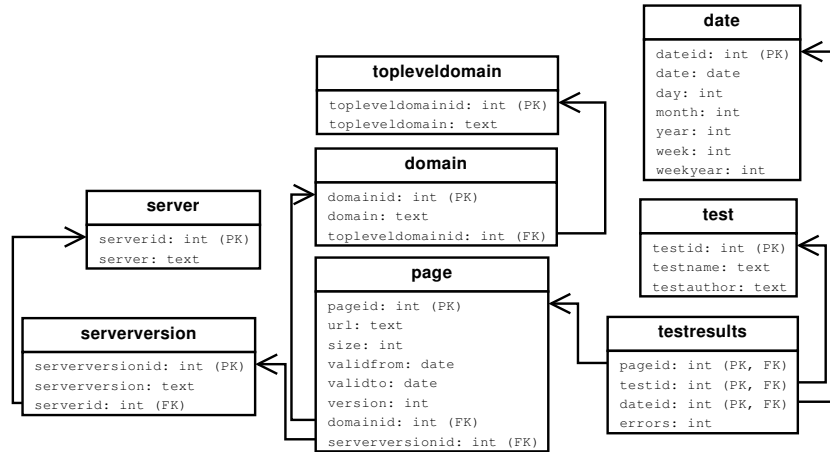 date
dateid: int (PK)
date: date
day: int
month: int
year: int
week: int
weekyear: int
topleveldomain
topleveldomainid: int (PK)
topleveldomain: text
domain
domainid: int (PK)
domain: text
topleveldomainid: int (FK)
server
serverid: int (PK)
server: text
test
testid: int (PK)
testname: text
testauthor: text
page
pageid: int (PK)
url: text
size: int
validfrom: date
validto: date
version: int
domainid: int (FK)
serverversionid: int (FK)
serverversion
serverversionid: int (PK)
serverversion: text
serverid: int (FK)
testresults
pageid: int (PK, FK)
testid: int (PK, FK)
dateid: int (PK, FK)
errors: int